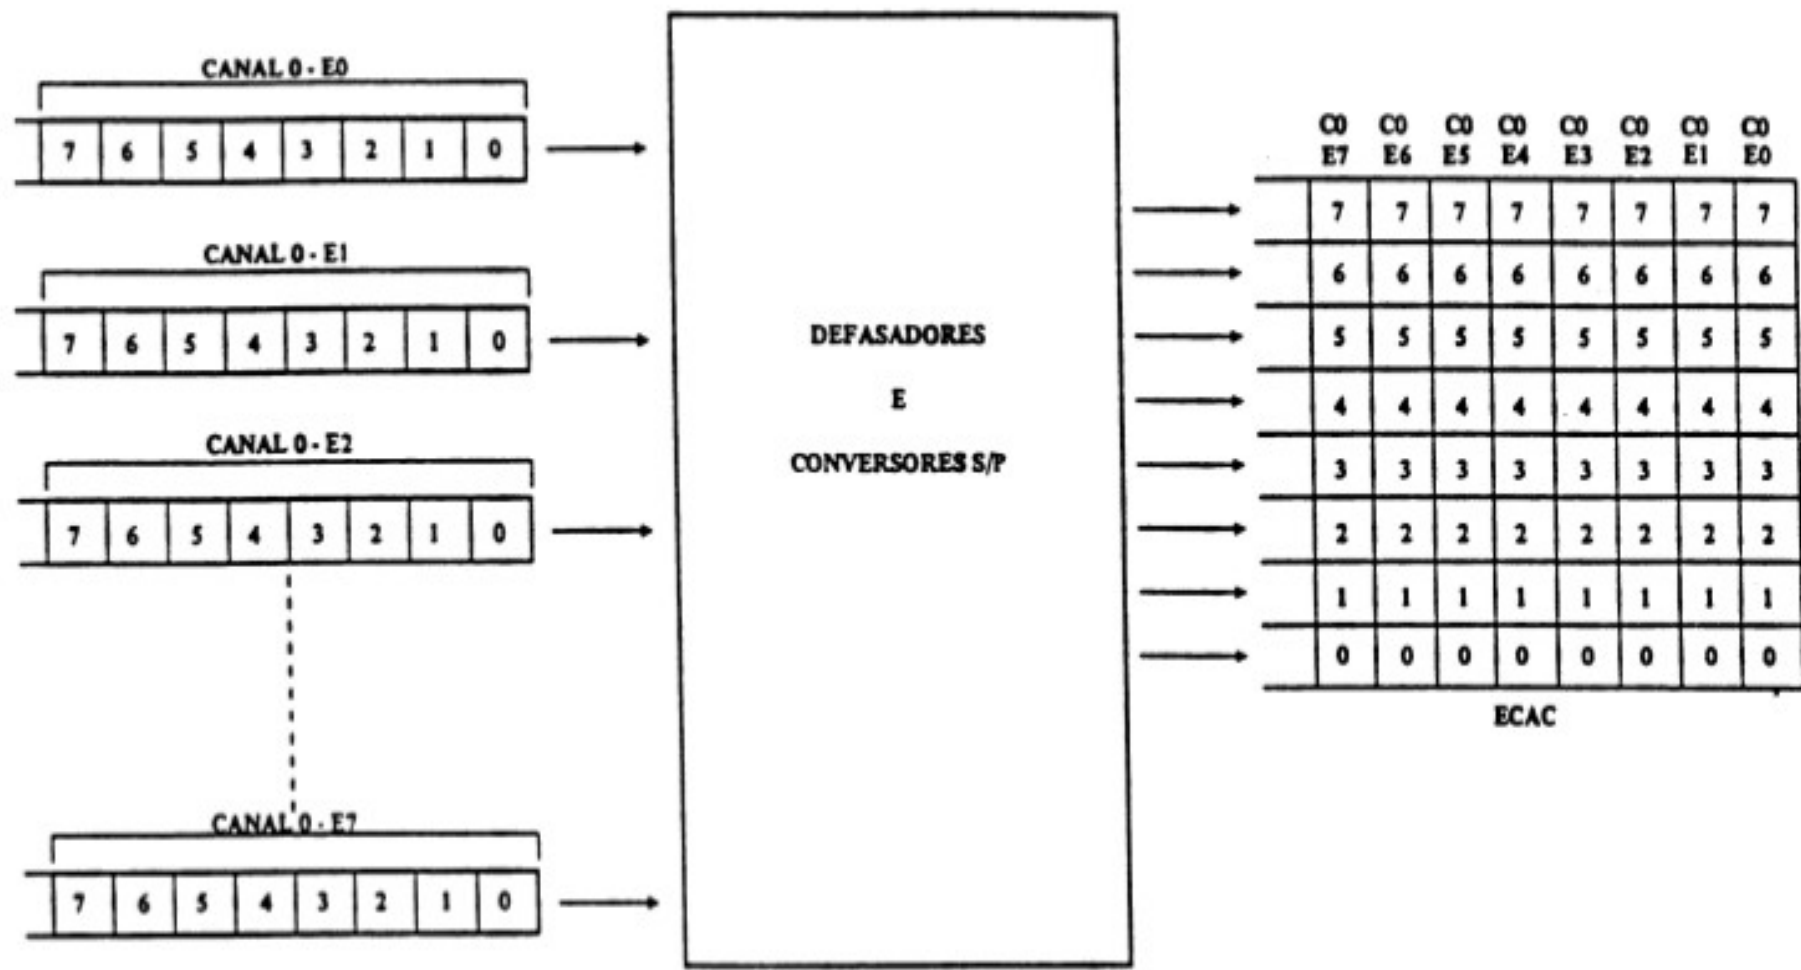 CANAL 0 - E0
7 6 5 4 3 2 1 0
CANAL 0 - E1
7 6 5 4 3 2 1 0
CANAL 0 - E2
7 6 5 4 3 2 1 0
CANAL 0 - E7
7 6 5 4 3 2 1 0
DEFASADORES
E
CONVERSORES S/P
C0 C0 C0 C0 C0 C0 C0 C0
E7 E6 E5 E4 E3 E2 E1 E0
7 7 7 7 7 7 7 7
6 6 6 6 6 6 6 6
5 5 5 5 5 5 5 5
4 4 4 4 4 4 4 4
3 3 3 3 3 3 3 3
2 2 2 2 2 2 2 2
1 1 1 1 1 1 1 1
0 0 0 0 0 0 0 0
ECAC